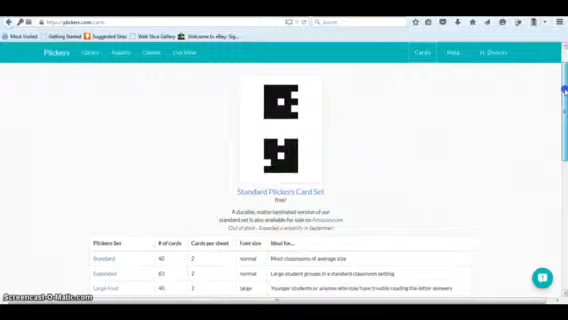 https://plickers.com/cards
Search
Most Visited Getting Started Suggested Sites Web Slice Gallery Welcome to eBay: Sig...
Plickers Library Reports Classes Live View Cards Help H. Donuts
Standard Plickers Card Set
free!
A durable, matte-laminated version of our
standard set is also available for sale on Amazon.com
(Out of stock - Expected availability in September)
Plickers Set # of cards Cards per sheet Font size Ideal for...
Standard 40 2 normal Most classrooms of average size
Expanded 63 2 normal Large student groups in a standard classroom setting
Large Font 40 2 large Younger students or anyone who may have trouble reading the letter answers
Screencast-O-Matic.com